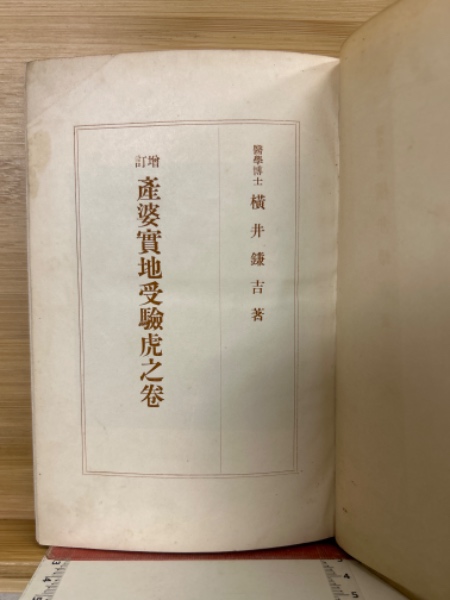 醫學博士 橫井鎌吉著
增訂 產婆實地受驗虎之卷